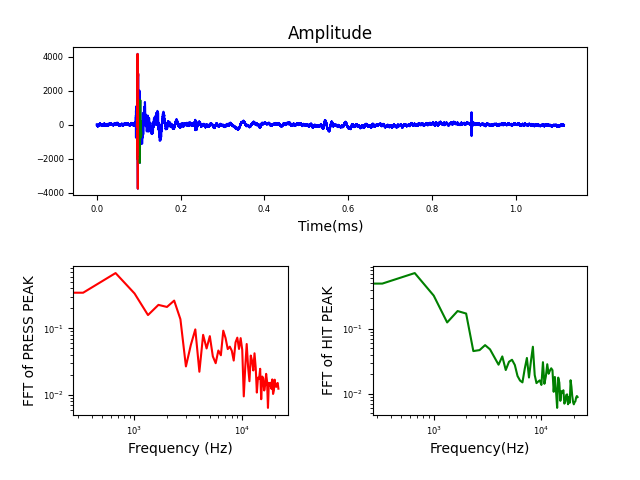 Amplitude
4000
2000
0
−2000
−4000
0.0 0.2 0.4 0.6 0.8 1.0
Time(ms)
FFT of PRESS PEAK
10⁻¹
10⁻²
10³ 10⁴
Frequency (Hz)
FFT of HIT PEAK
10⁻¹
10⁻²
10³ 10⁴
Frequency(Hz)